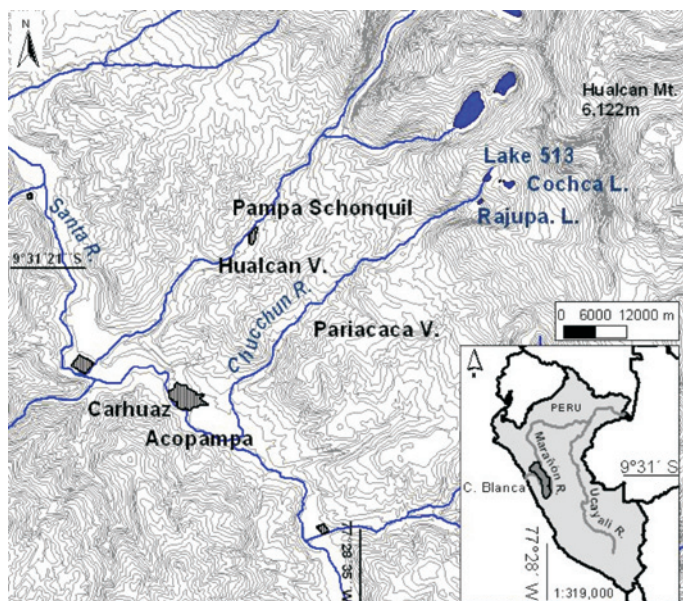 N
Hualcan Mt.
6,122m
Lake 513
Cochca L.
Rajupa. L.
Pampa Schonquil
Santa R.
9°31´21˝ S
Hualcan V.
Chucchun R.
0 6000 12000 m
Pariacaca V.
Carhuaz
Acopampa
PERU
Marañón R.
Ucayali R.
C. Blanca
9°31´ S
77°28´ W
1:319,000
77°28´35˝ W